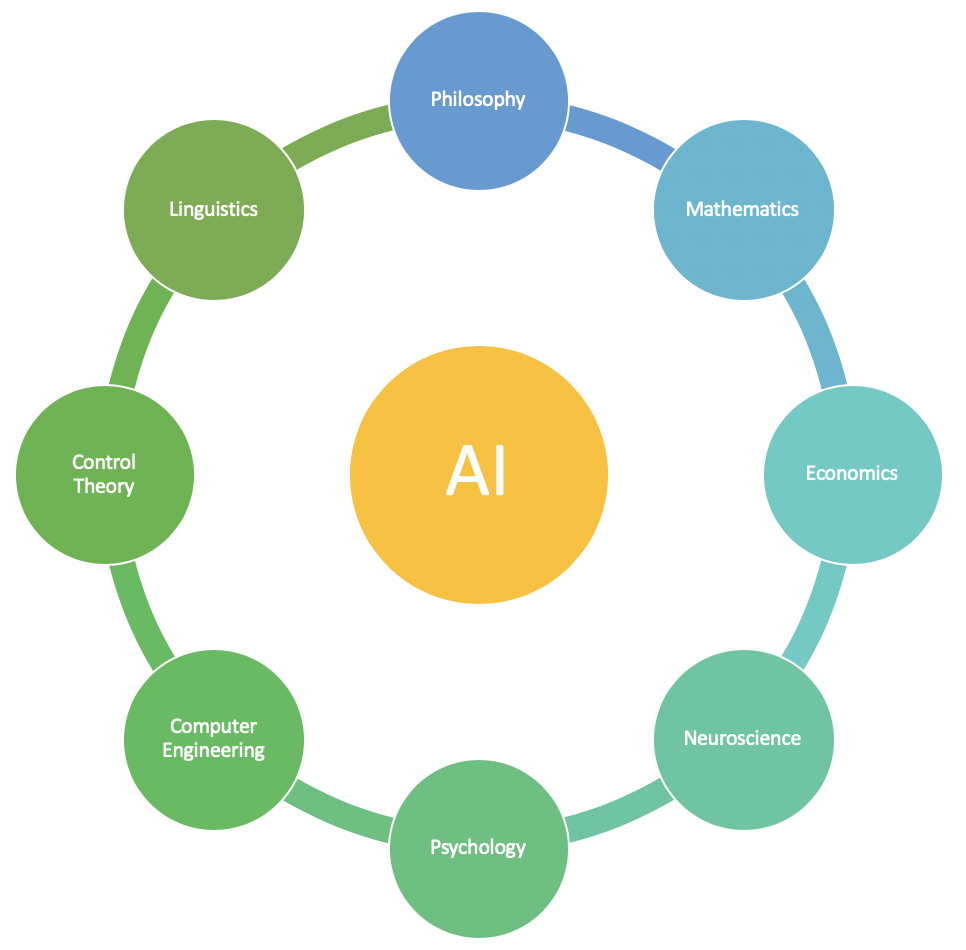 Philosophy
Mathematics
Economics
Neuroscience
Psychology
Computer
Engineering
Control
Theory
Linguistics
AI